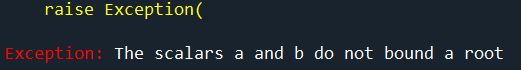 raise Exception(
Exception: The scalars a and b do not bound a root